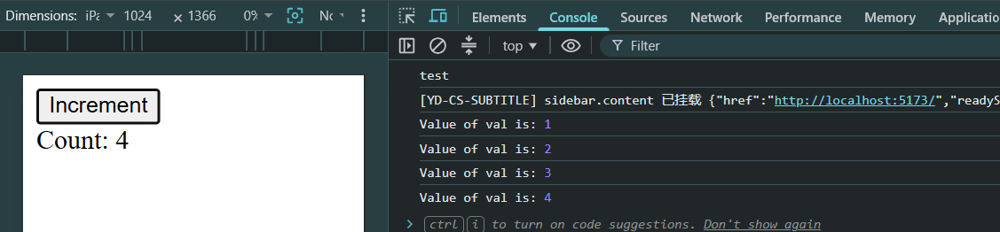 Dimensions: iPa 1024 × 1366 0% No
Elements Console Sources Network Performance Memory Applicatio
top Filter
Increment
Count: 4
test
[YD-CS-SUBTITLE] sidebar.content 已挂载 {"href":"http://localhost:5173/","readyS
Value of val is: 1
Value of val is: 2
Value of val is: 3
Value of val is: 4
ctrl i to turn on code suggestions. Don't show again